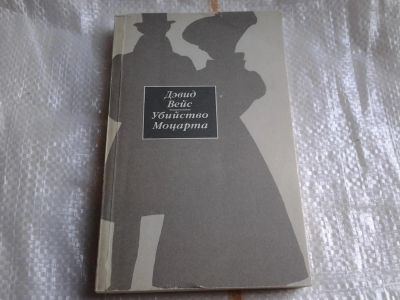 Дэвид
Вейс
Убийство
Моцарта